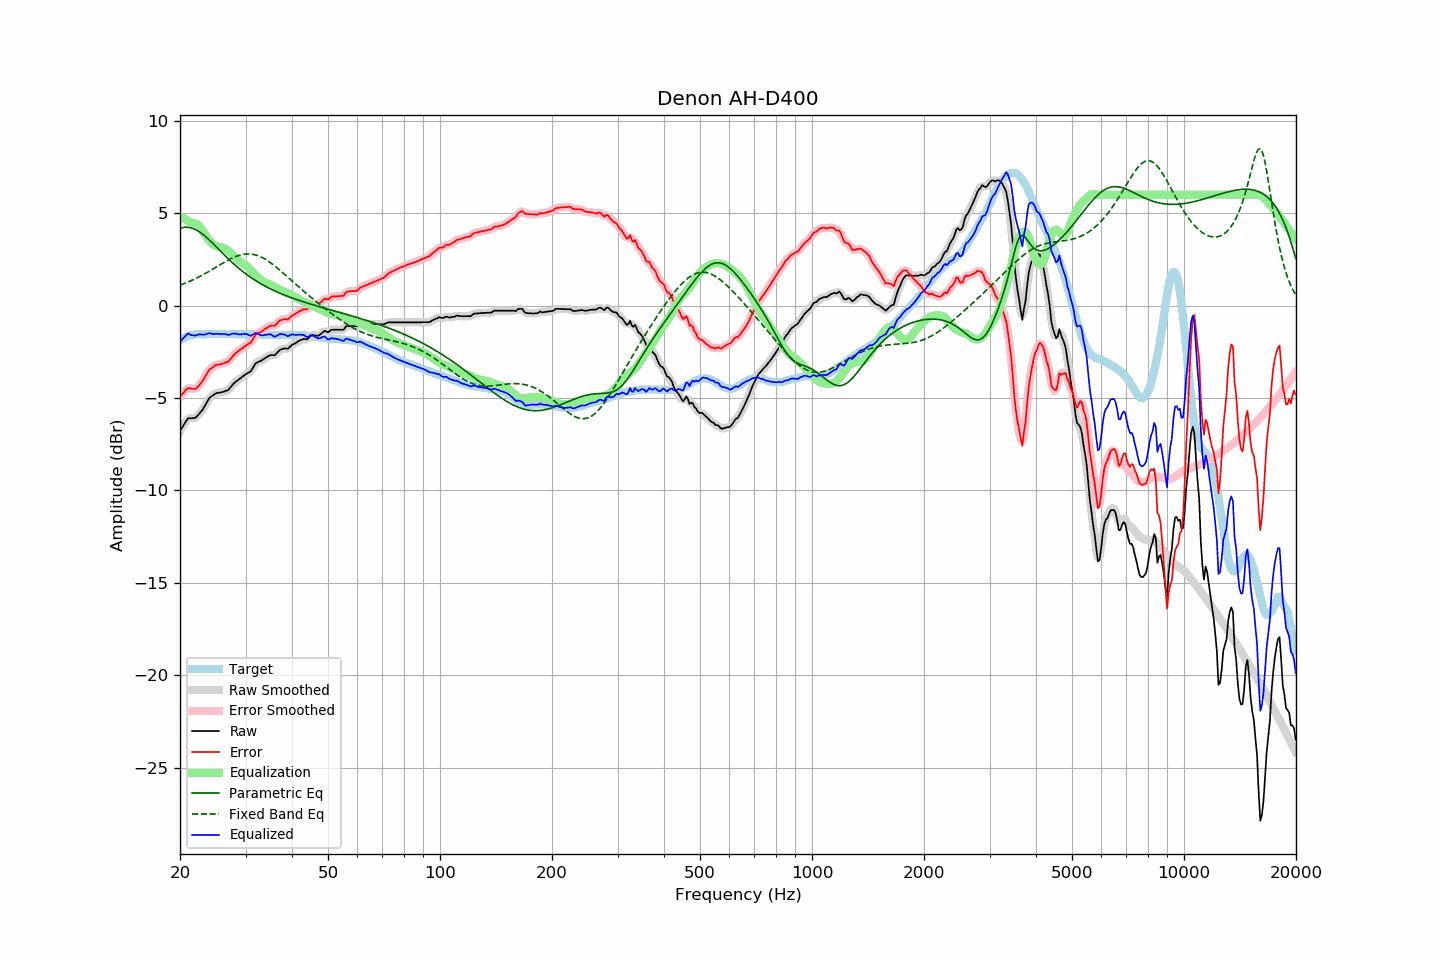 Denon AH-D400
Amplitude (dBr)
10
5
0
−5
−10
−15
−20
−25
Target
Raw Smoothed
Error Smoothed
Raw
Error
Equalization
Parametric Eq
Fixed Band Eq
Equalized
20 50 100 200 500 1000 2000 5000 10000 20000
Frequency (Hz)